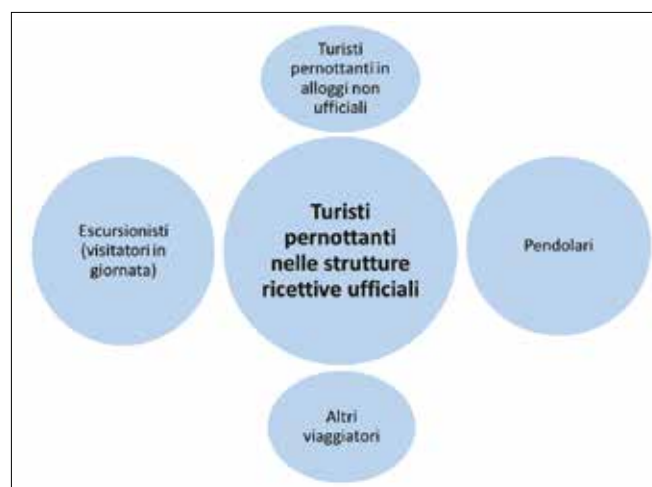 Turisti
pernottanti in
alloggi non
ufficiali
Escursionisti
(visitatori in
giornata)
Turisti
pernottanti
nelle strutture
ricettive ufficiali
Pendolari
Altri
viaggiatori